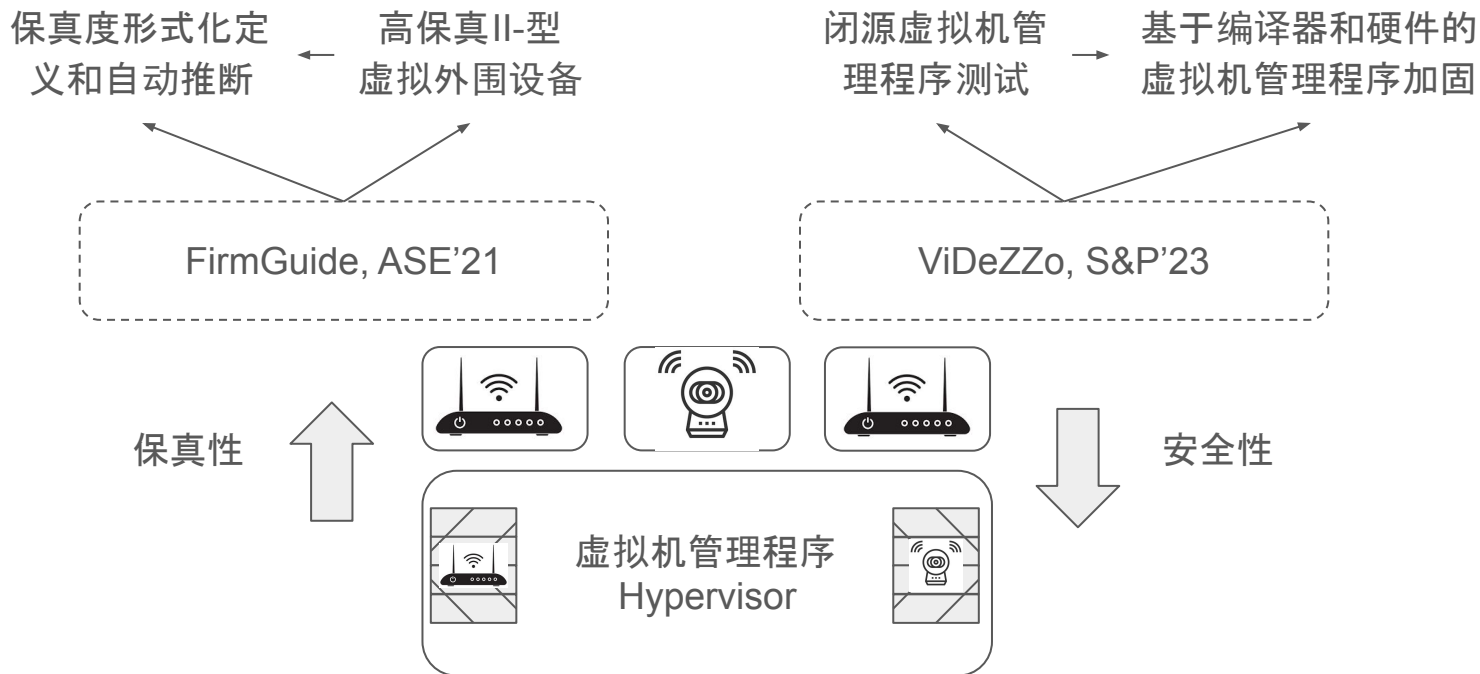 保真度形式化定
义和自动推断
高保真II-型
虚拟外围设备
闭源虚拟机管
理程序测试
基于编译器和硬件的
虚拟机管理程序加固
FirmGuide, ASE’21
ViDeZZo, S&P’23
保真性
安全性
虚拟机管理程序
Hypervisor